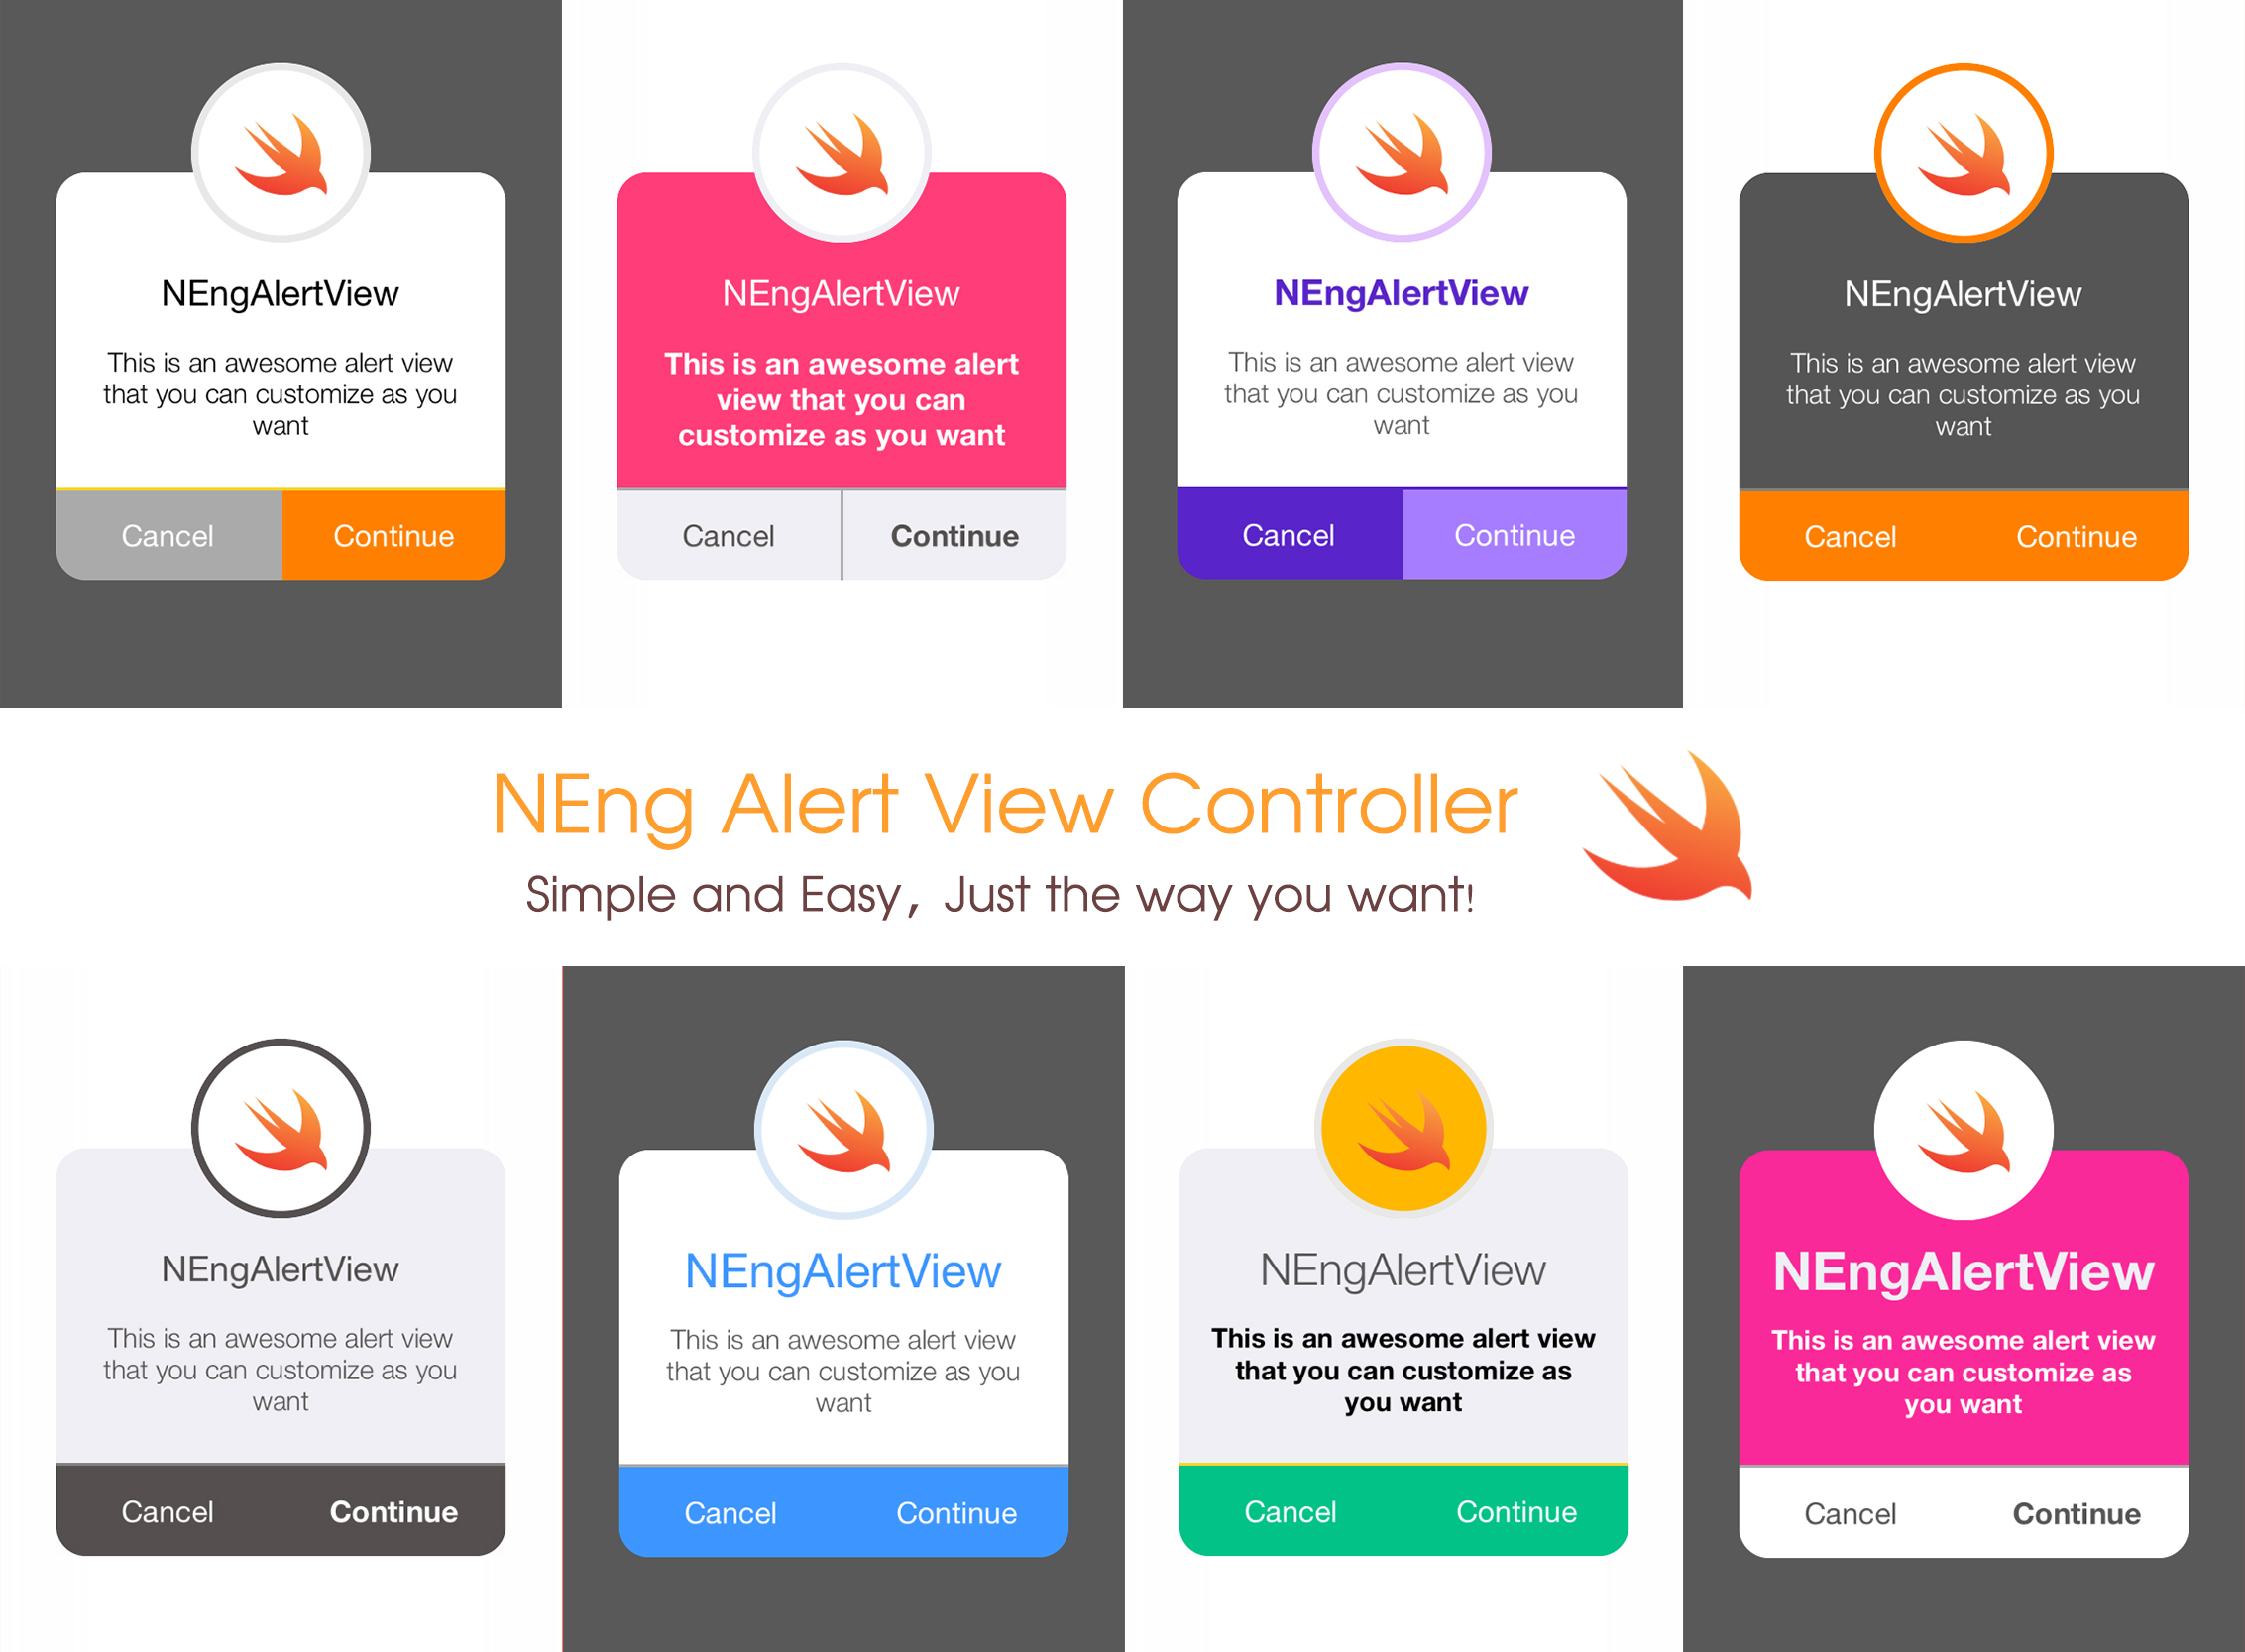 NEngAlertView
This is an awesome alert view
that you can customize as you
want
Cancel
Continue
NEngAlertView
This is an awesome alert
view that you can
customize as you want
Cancel
Continue
NEngAlertView
This is an awesome alert view
that you can customize as you
want
Cancel
Continue
NEngAlertView
This is an awesome alert view
that you can customize as you
want
Cancel
Continue
NEng Alert View Controller
Simple and Easy, Just the way you want!
NEngAlertView
This is an awesome alert view
that you can customize as you
want
Cancel
Continue
NEngAlertView
This is an awesome alert view
that you can customize as you
want
Cancel
Continue
NEngAlertView
This is an awesome alert view
that you can customize as
you want
Cancel
Continue
NEngAlertView
This is an awesome alert view
that you can customize as
you want
Cancel
Continue